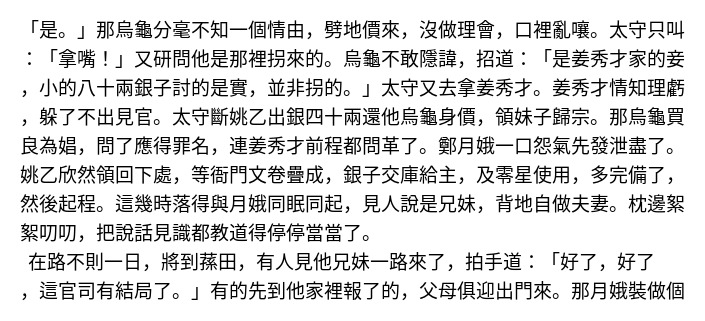 「是。」那烏龜分毫不知一個情由，劈地價來，沒做理會，口裡亂嚷。太守只叫
：「拿嘴！」又研問他是那裡拐來的。烏龜不敢隱諱，招道：「是姜秀才家的妾
，小的八十兩銀子討的是實，並非拐的。」太守又去拿姜秀才。姜秀才情知理虧
，躲了不出見官。太守斷姚乙出銀四十兩還他烏龜身價，領妹子歸宗。那烏龜買
良為娼，問了應得罪名，連姜秀才前程都問革了。鄭月娥一口怨氣先發泄盡了。
姚乙欣然領回下處，等衙門文卷疊成，銀子交庫給主，及零星使用，多完備了，
然後起程。這幾時落得與月娥同眠同起，見人說是兄妹，背地自做夫妻。枕邊絮
絮叨叨，把說話見識都教道得停停當當了。
在路不則一日，將到蓀田，有人見他兄妹一路來了，拍手道：「好了，好了
，這官司有結局了。」有的先到他家裡報了的，父母俱迎出門來。那月娥裝做個